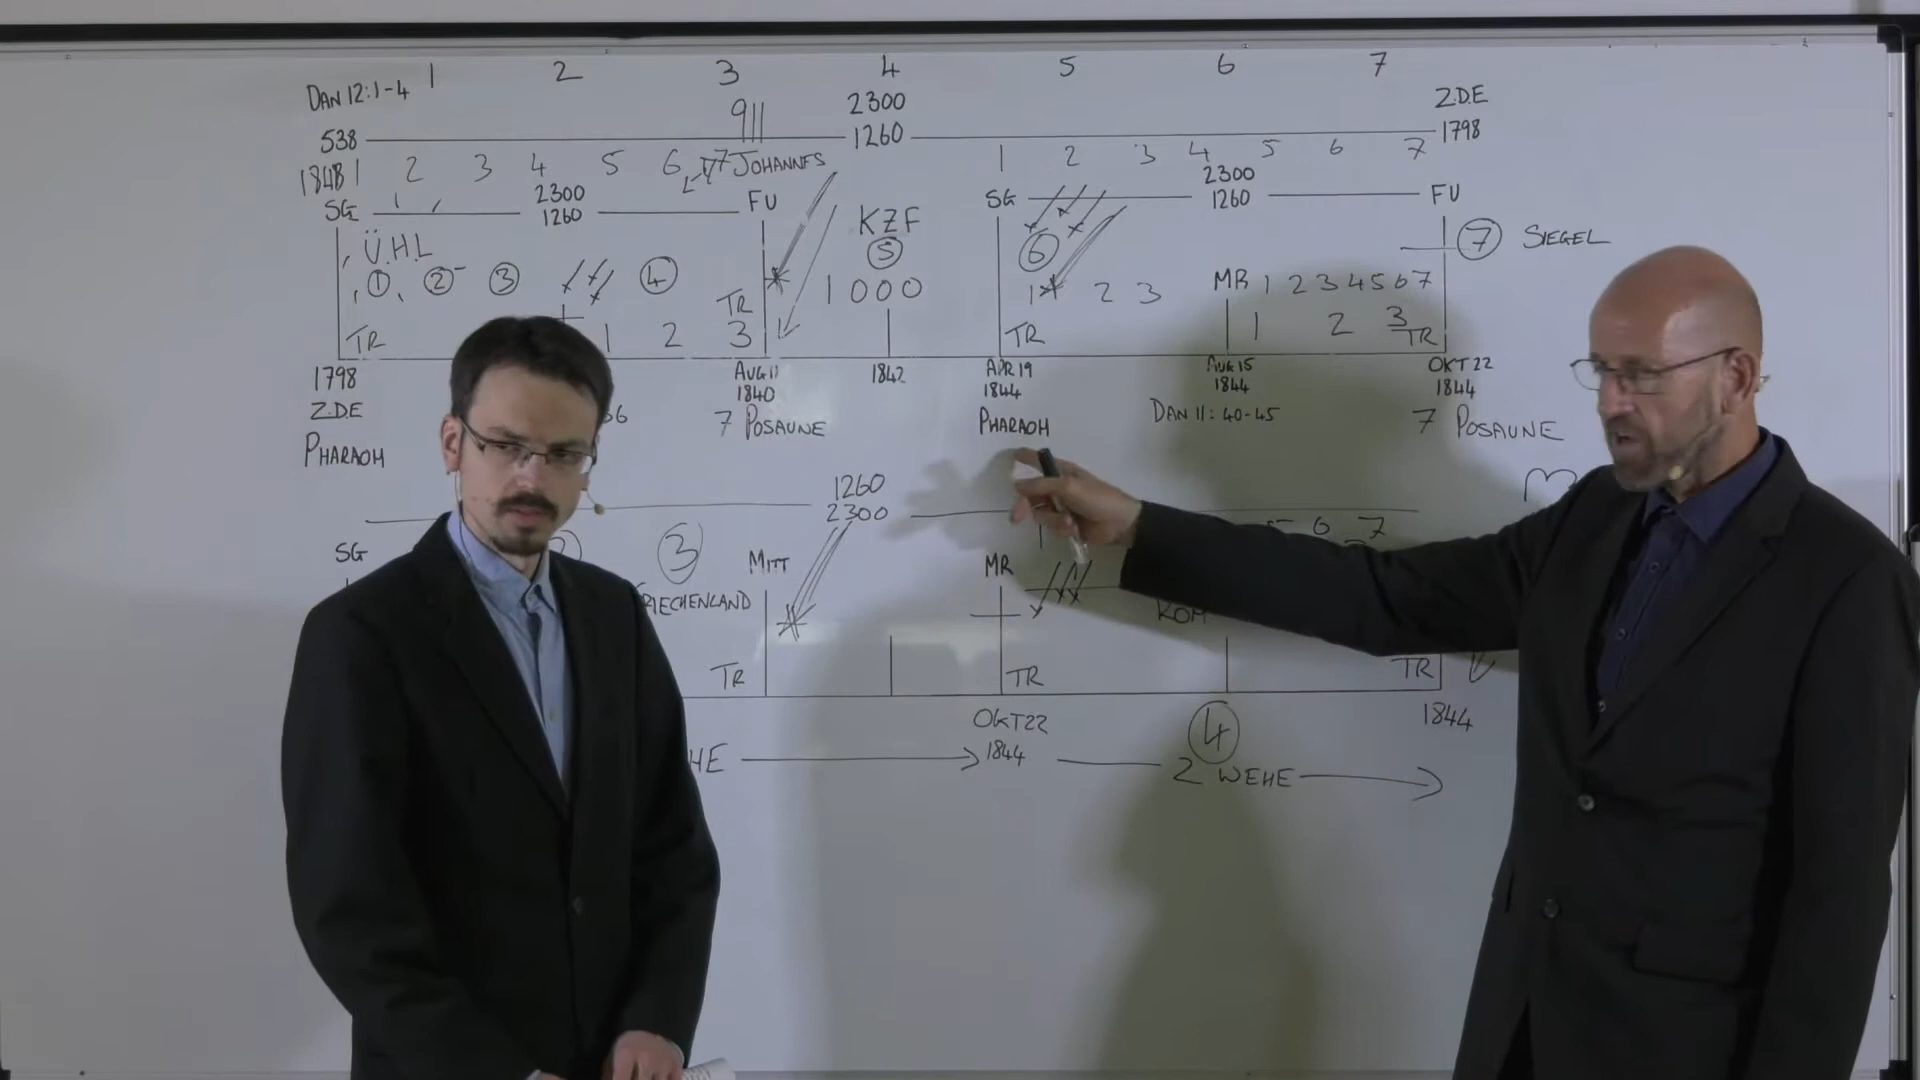 1 2 3 4 5 6 7
DAN 12:1-4 911 2300 Z.D.E
538 1260 1798
1 2 3 4 5 6 7 JOHANNES 1 2 3 4 5 6 7
2300 2300
SG 1260 FU SG 1260 FU
Ü.H.L KZF 7 SIEGEL
1 2 3 4 5 6
1000 1 2 3 MR 1 2 3 4 5 6 7
TR 1 2 3 TR TR 1 2 3 TR
1798 AUG 11 1842 APR 19 AUG 15 OKT 22
1840 1844 1844 1844
Z.D.E 7 POSAUNE PHARAOH DAN 11:40-45 7 POSAUNE
PHARAOH
1260
2300
6 7
SG 3 MITT MR
RIECHENLAND ROM
TR TR TR
OKT 22 4 1844
HE 1844 2 WEHE